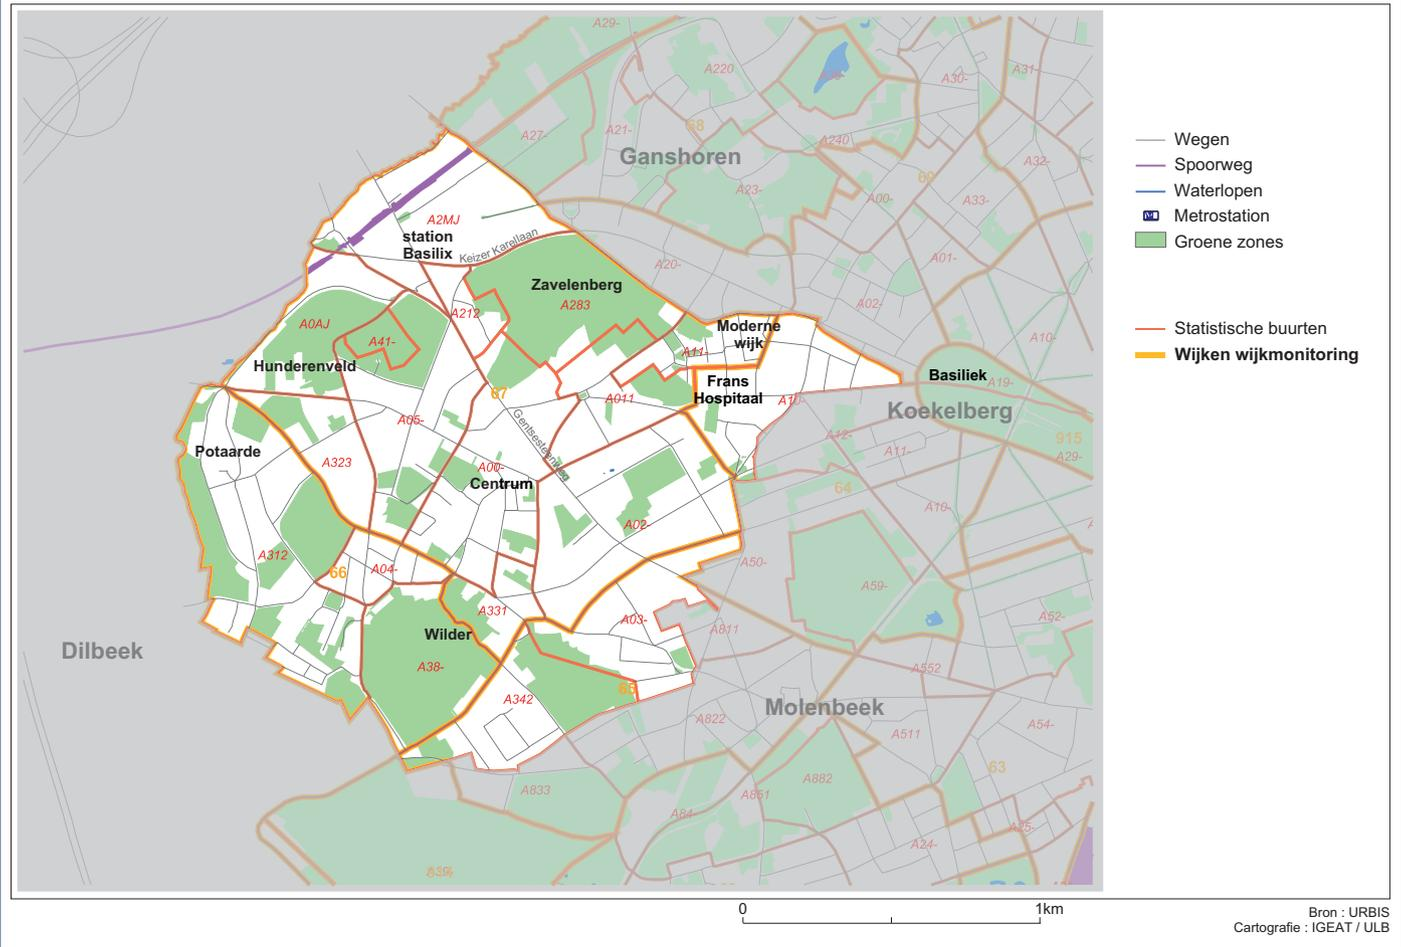 A29-
A220
A30-
A31-
68
A27-
A21-
A240
Ganshoren
A32-
69
A23-
A00-
A33-
A2MJ
station
Basilix
Keizer Karellaan
A20-
A01-
Zavelenberg
A283
A02-
A0AJ
A212
Moderne
wijk
A10-
A41-
A11-
Hunderenveld
Frans
Hospitaal
Basiliek
A19-
67
A011
A05-
Koekelberg
Gentsesteenweg
A12-
915
Potaarde
A11-
A29-
A323
A00-
Centrum
64
A10-
A02-
A312
66
A04-
A50-
A59-
A331
A03-
A52-
A811
Wilder
Dilbeek
A38-
A552
65
A342
Molenbeek
A822
A54-
A511
63
A833
A851
A882
A84-
A25-
A24-
Wegen
Spoorweg
Waterlopen
Metrostation
Groene zones
Statistische buurten
Wijken wijkmonitoring
0
1km
Bron : URBIS
Cartografie : IGEAT / ULB